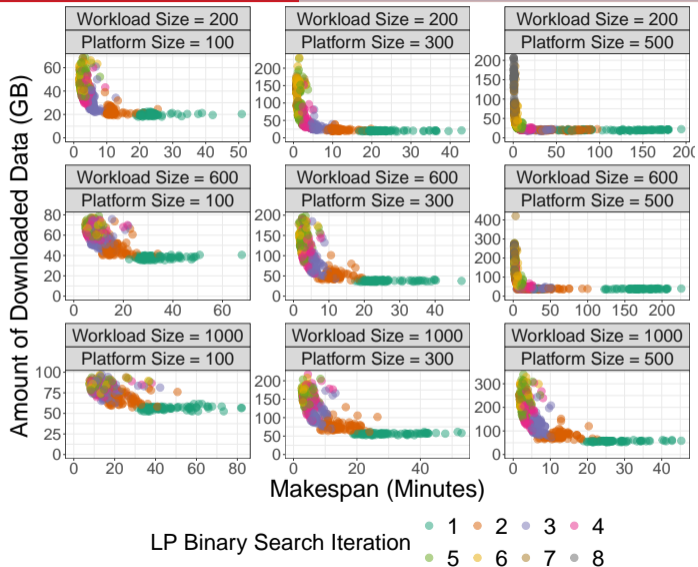 Workload Size = 200
Platform Size = 100
60
40
20
0
0 10 20 30 40 50
Workload Size = 200
Platform Size = 300
200
150
100
50
0
0 10 20 30 40
Workload Size = 200
Platform Size = 500
200
150
100
50
0
0 50 100 150 200
Workload Size = 600
Platform Size = 100
80
60
40
20
0
0 20 40 60
Workload Size = 600
Platform Size = 300
200
150
100
50
0
0 10 20 30 40
Workload Size = 600
Platform Size = 500
400
300
200
100
0
0 50 100 150 200
Workload Size = 1000
Platform Size = 100
100
75
50
25
0
0 20 40 60 80
Workload Size = 1000
Platform Size = 300
200
150
100
50
0
0 20 40
Workload Size = 1000
Platform Size = 500
300
200
100
0
0 10 20 30 40
Amount of Downloaded Data (GB)
Makespan (Minutes)
LP Binary Search Iteration
1 2 3 4
5 6 7 8